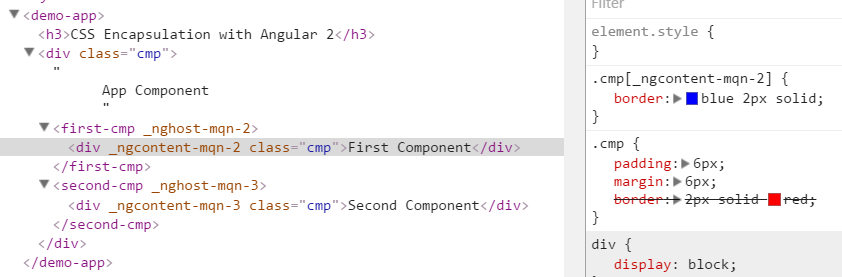 <demo-app>
<h3>CSS Encapsulation with Angular 2</h3>
<div class="cmp">
"
App Component
"
<first-cmp _nghost-mqn-2>
<div _ngcontent-mqn-2 class="cmp">First Component</div>
</first-cmp>
<second-cmp _nghost-mqn-3>
<div _ngcontent-mqn-3 class="cmp">Second Component</div>
</second-cmp>
</div>
</demo-app>
Filter
element.style {
}
.cmp[_ngcontent-mqn-2] {
border: blue 2px solid;
}
.cmp {
padding: 6px;
margin: 6px;
border: 2px solid red;
}
div {
display: block;